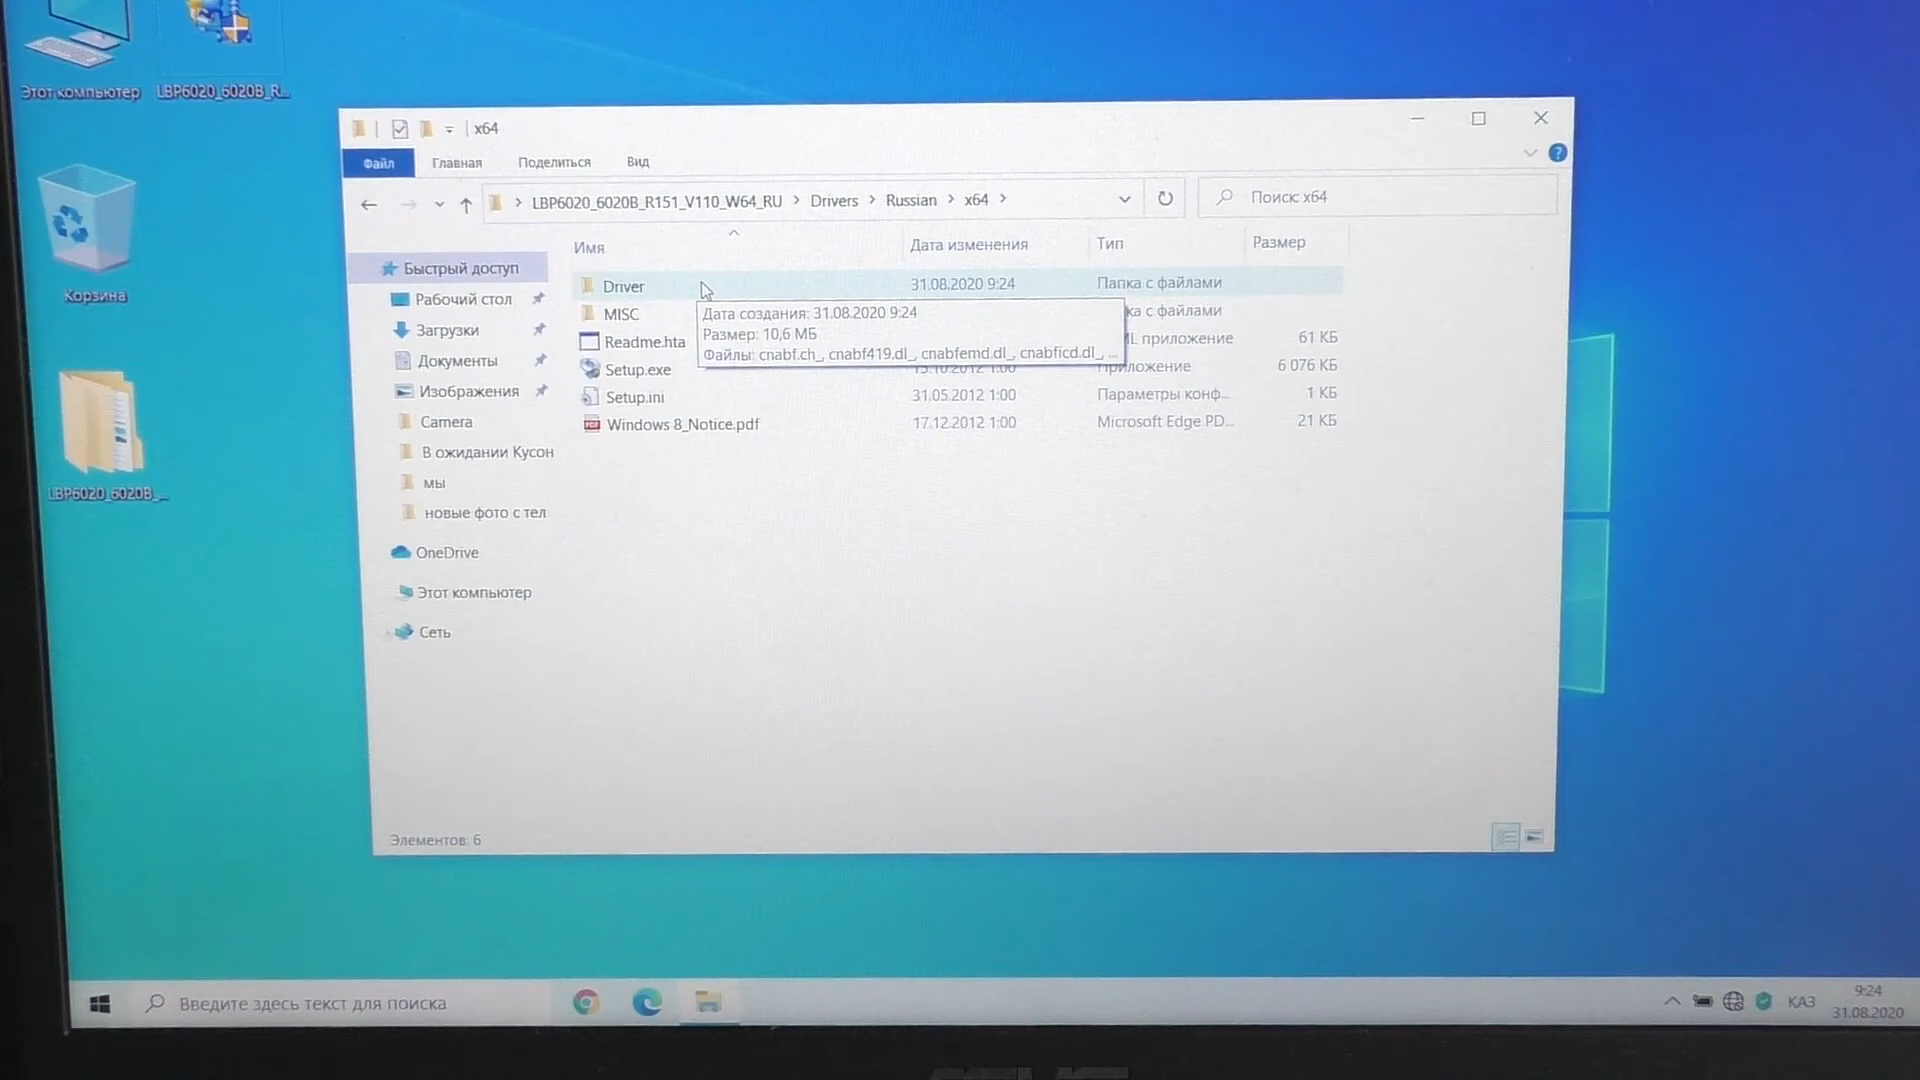 Этот компьютер
LBP6020_6020B_R...
Корзина
LBP6020_6020B_...
x64
Файл
Главная
Поделиться
Вид
?
LBP6020_6020B_R151_V110_W64_RU > Drivers > Russian > x64 >
Поиск: x64
Имя Дата изменения Тип Размер
Быстрый доступ
Рабочий стол
Загрузки
Документы
Изображения
Camera
В ожидании Кусон
мы
новые фото с тел
OneDrive
Этот компьютер
Сеть
Driver 31.08.2020 9:24 Папка с файлами
MISC ка с файлами
Readme.hta ML приложение 61 КБ
Setup.exe 15.10.2012 1:00 Приложение 6 076 КБ
Setup.ini 31.05.2012 1:00 Параметры конф... 1 КБ
Windows 8_Notice.pdf 17.12.2012 1:00 Microsoft Edge PD... 21 КБ
Дата создания: 31.08.2020 9:24
Размер: 10,6 МБ
Файлы: cnabf.ch_, cnabf419.dl_, cnabfemd.dl_, cnabficd.dl_, ...
Элементов: 6
Введите здесь текст для поиска
ҚАЗ
9:24
31.08.2020